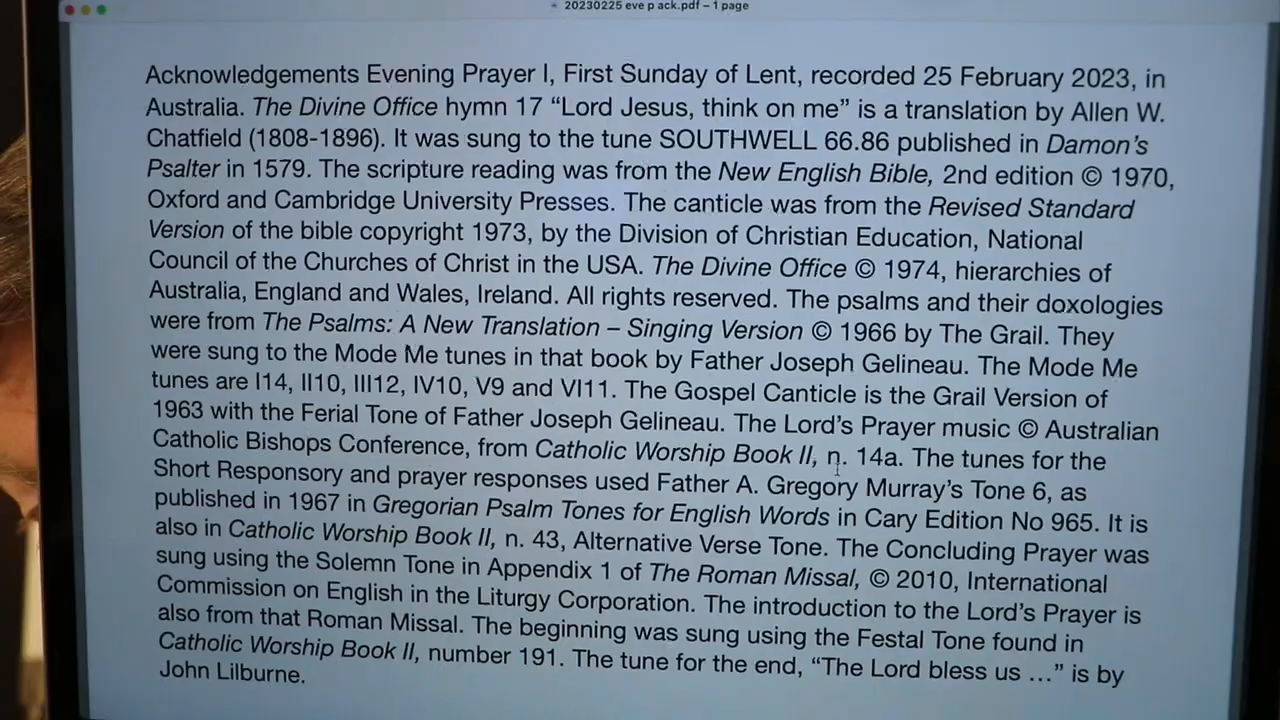 20230225 eve p ack.pdf – 1 page
Acknowledgements Evening Prayer I, First Sunday of Lent, recorded 25 February 2023, in
Australia. The Divine Office hymn 17 “Lord Jesus, think on me” is a translation by Allen W.
Chatfield (1808-1896). It was sung to the tune SOUTHWELL 66.86 published in Damon’s
Psalter in 1579. The scripture reading was from the New English Bible, 2nd edition © 1970,
Oxford and Cambridge University Presses. The canticle was from the Revised Standard
Version of the bible copyright 1973, by the Division of Christian Education, National
Council of the Churches of Christ in the USA. The Divine Office © 1974, hierarchies of
Australia, England and Wales, Ireland. All rights reserved. The psalms and their doxologies
were from The Psalms: A New Translation – Singing Version © 1966 by The Grail. They
were sung to the Mode Me tunes in that book by Father Joseph Gelineau. The Mode Me
tunes are I14, II10, III12, IV10, V9 and VI11. The Gospel Canticle is the Grail Version of
1963 with the Ferial Tone of Father Joseph Gelineau. The Lord’s Prayer music © Australian
Catholic Bishops Conference, from Catholic Worship Book II, n. 14a. The tunes for the
Short Responsory and prayer responses used Father A. Gregory Murray’s Tone 6, as
published in 1967 in Gregorian Psalm Tones for English Words in Cary Edition No 965. It is
also in Catholic Worship Book II, n. 43, Alternative Verse Tone. The Concluding Prayer was
sung using the Solemn Tone in Appendix 1 of The Roman Missal, © 2010, International
Commission on English in the Liturgy Corporation. The introduction to the Lord’s Prayer is
also from that Roman Missal. The beginning was sung using the Festal Tone found in
Catholic Worship Book II, number 191. The tune for the end, “The Lord bless us …” is by
John Lilburne.